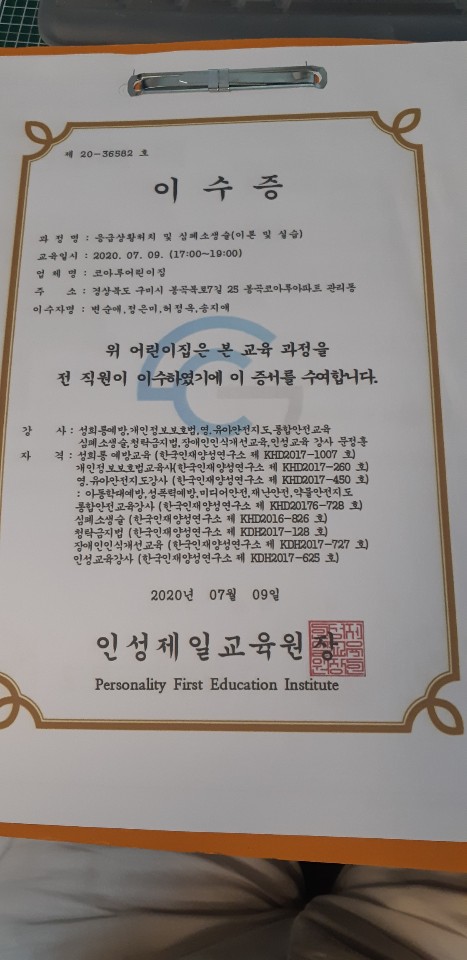 제 20-36582 호
이 수 증
과 정 명 : 응급상황처치 및 심폐소생술(이론 및 실습)
교육일시 : 2020. 07. 09. (17:00~19:00)
업 체 명 : 코아루어린이집
주 소 : 경상북도 구미시 봉곡북로7길 25 봉곡코아루아파트 관리동
이수자명 : 변순애,정은미,허정옥,송지애
위 어린이집은 본 교육 과정을
전 직원이 이수하였기에 이 증서를 수여합니다.
강 사 : 성희롱예방,개인정보보호법,영.유아안전지도,통합안전교육
심폐소생술,청탁금지법,장애인인식개선교육,인성교육 강사 문정홍
자 격 : 성희롱 예방교육 (한국인재양성연구소 제 KHD2017-1007 호)
개인정보보호법교육사(한국인재양성연구소 제 KHD2017-260 호)
영.유아안전지도강사 (한국인재양성연구소 제 KHD2017-450 호)
: 아동학대예방,성폭력예방,미디어안전,재난안전,약물안전지도
통합안전교육강사 (한국인재양성연구소 제 KHD20176-728 호)
심폐소생술 (한국인재양성연구소 제 KHD2016-826 호)
청탁금지법 (한국인재양성연구소 제 KDH2017-128 호)
장애인인식개선교육 (한국인재양성연구소 제 KDH2017-727 호)
인성교육강사 (한국인재양성연구소 제 KDH2017-625 호)
2020년 07월 09일
인성제일교육원장
Personality First Education Institute